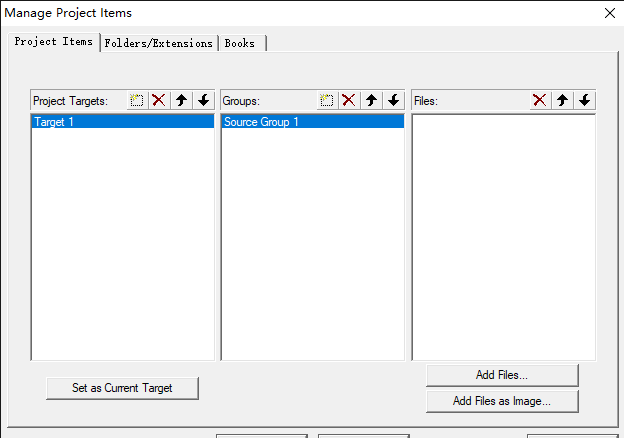 Manage Project Items
Project Items Folders/Extensions Books
Project Targets: Groups: Files:
Target 1 Source Group 1
Add Files...
Set as Current Target
Add Files as Image...